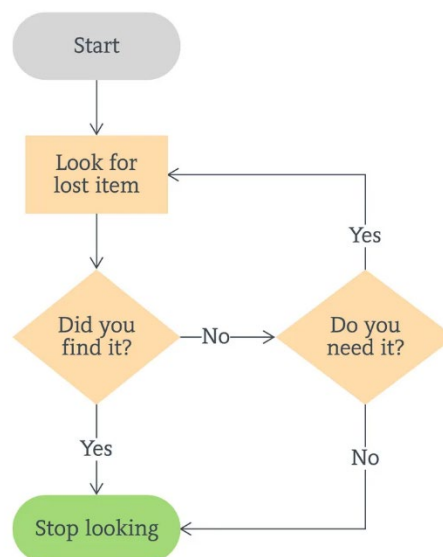 Start
Look for
lost item
Yes
Did you
find it?
No
Do you
need it?
Yes
No
Stop looking